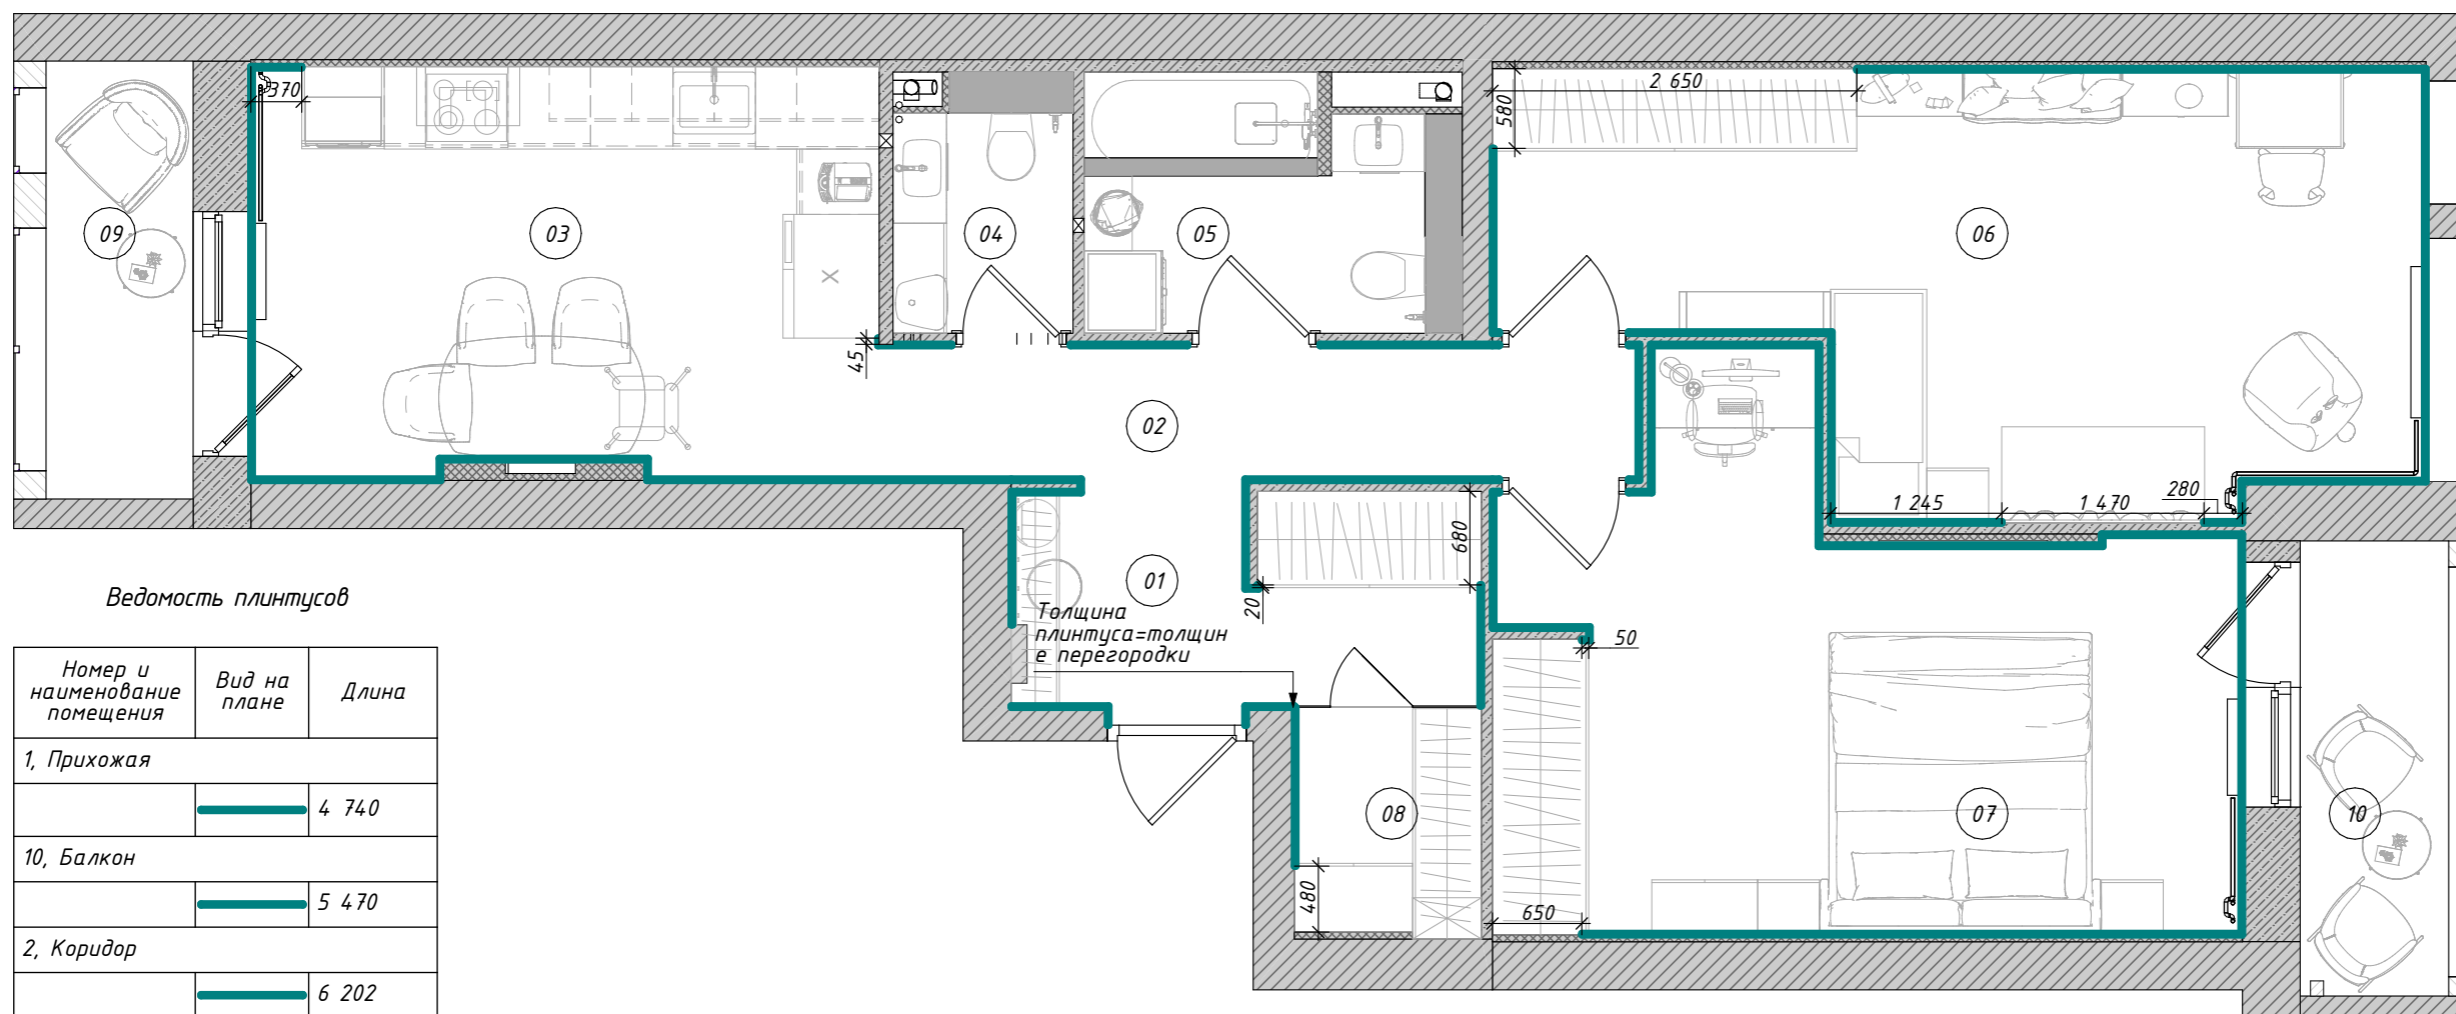 370
2 650
580
09
03
04
05
06
45
02
1 245
1 470
280
680
01
20
Толщина
плинтуса=толщин
е перегородки
50
Ведомость плинтусов
Номер и
наименование
помещения
Вид на
плане
Длина
1, Прихожая
4 740
10, Балкон
5 470
2, Коридор
6 202
08
07
10
480
650